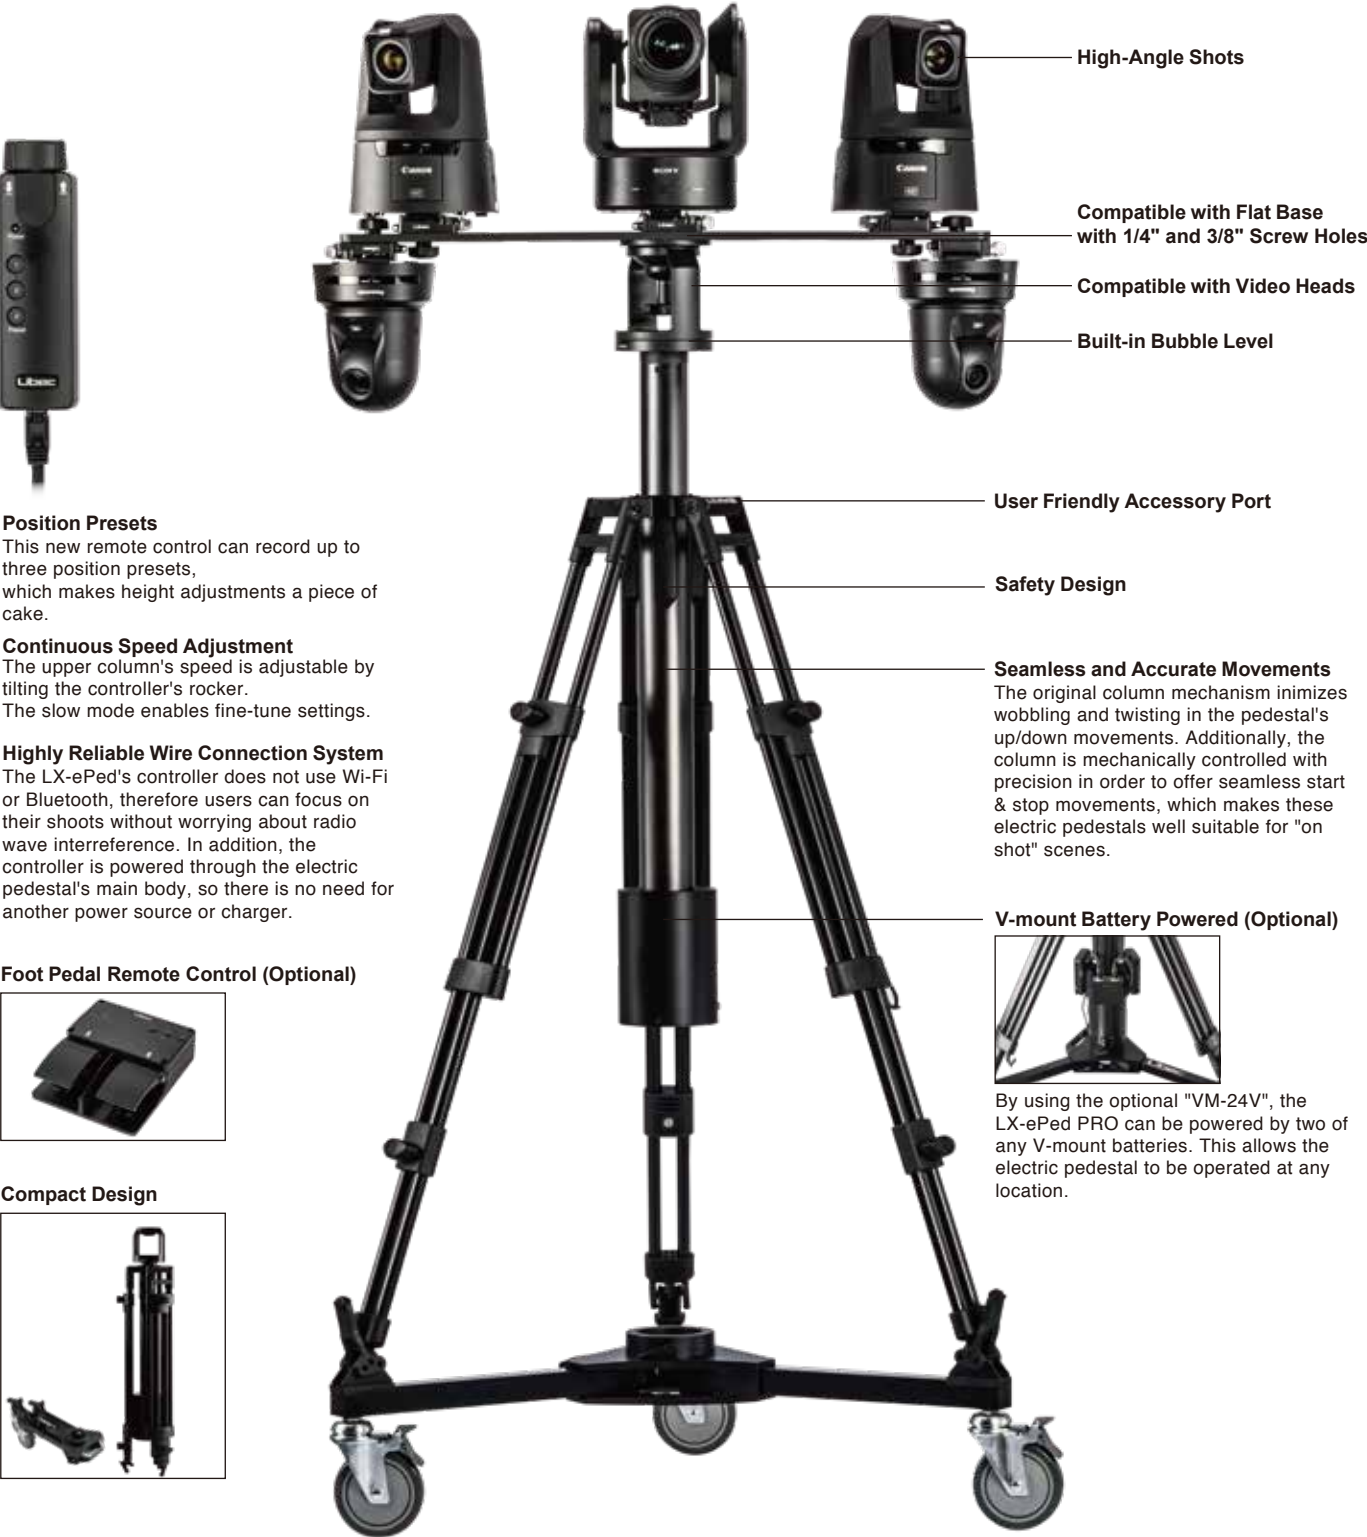 High-Angle Shots
Canon
SONY
Canon
Compatible with Flat Base
with 1/4" and 3/8" Screw Holes
Compatible with Video Heads
Built-in Bubble Level
Libec
User Friendly Accessory Port
Position Presets
This new remote control can record up to
three position presets,
which makes height adjustments a piece of
cake.
Safety Design
Continuous Speed Adjustment
The upper column's speed is adjustable by
tilting the controller's rocker.
The slow mode enables fine-tune settings.
Seamless and Accurate Movements
The original column mechanism inimizes
wobbling and twisting in the pedestal's
up/down movements. Additionally, the
column is mechanically controlled with
precision in order to offer seamless start
& stop movements, which makes these
electric pedestals well suitable for "on
shot" scenes.
Highly Reliable Wire Connection System
The LX-ePed's controller does not use Wi-Fi
or Bluetooth, therefore users can focus on
their shoots without worrying about radio
wave interreference. In addition, the
controller is powered through the electric
pedestal's main body, so there is no need for
another power source or charger.
V-mount Battery Powered (Optional)
By using the optional "VM-24V", the
LX-ePed PRO can be powered by two of
any V-mount batteries. This allows the
electric pedestal to be operated at any
location.
Foot Pedal Remote Control (Optional)
Compact Design